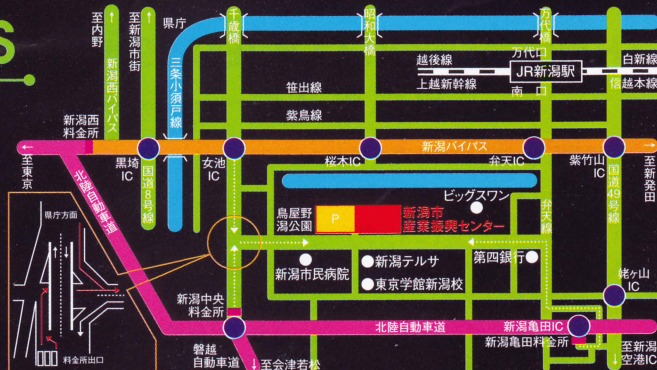 S
至内野
至新潟市街
県庁
千歳橋
昭和大橋
万代橋
新潟西バイパス
三条小須戸線
越後線
万代口
白新線
JR新潟駅
上越新幹線
南口
信越本線
笹出線
紫鳥線
新潟西
料金所
新潟バイパス
至東京
黒埼
IC
国道8号線
女池
IC
桜木IC
弁天IC
紫竹山
IC
至新発田
北陸自動車道
国道49号線
ビッグスワン
弁天線
鳥屋野
潟公園
P
新潟市
産業振興センター
県庁方面
新潟市民病院
新潟テルサ
東京学館新潟校
第四銀行
姥ヶ山
IC
新潟中央
料金所
北陸自動車道
新潟亀田IC
新潟亀田料金所
料金所出口
磐越
自動車道
至会津若松
至新潟
空港IC